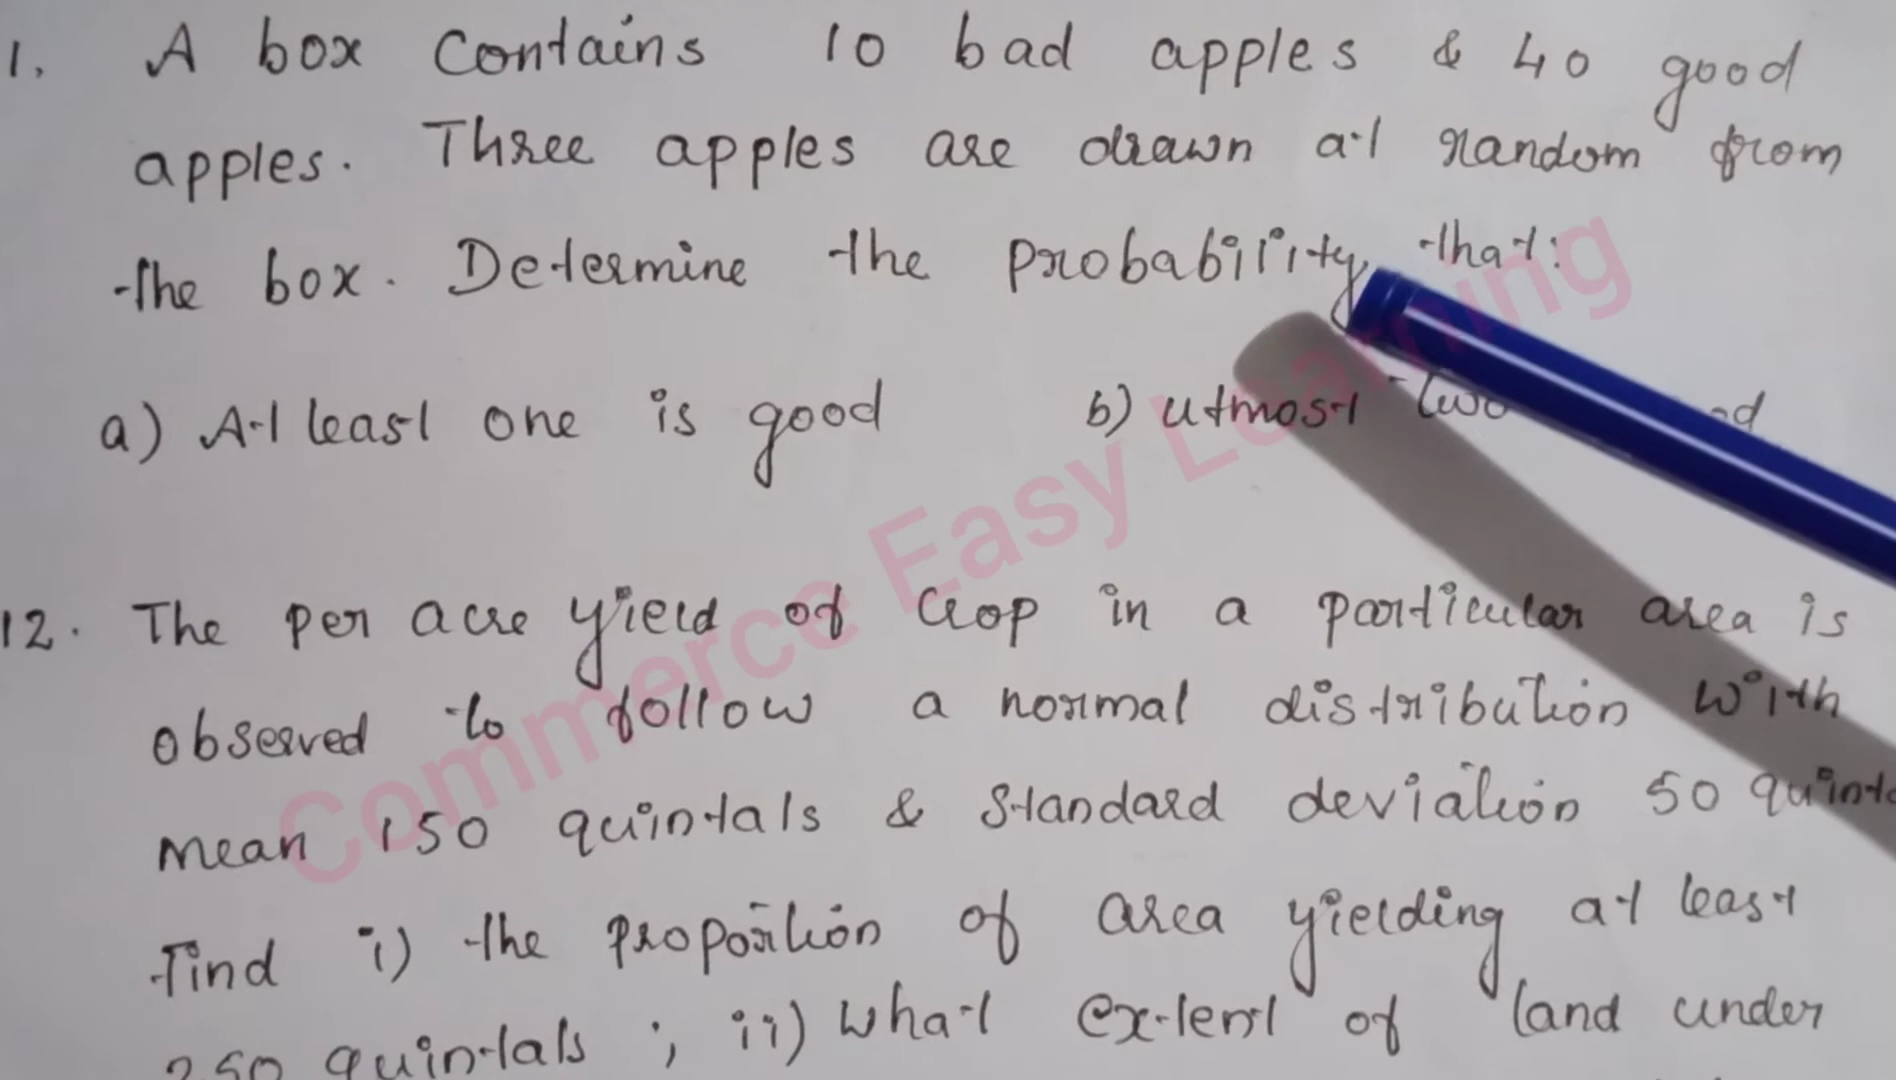 1. A box contains 10 bad apples & 40 good
apples. Three apples are drawn at random from
the box. Determine the probability that:
a) At least one is good b) utmost two
12. The per acre yield of crop in a particular area is
observed to follow a normal distribution with
mean 150 quintals & standard deviation 50
find i) the proportion of area yielding at least
250 quintals ; ii) what extent of land under
Commerce Easy Learning